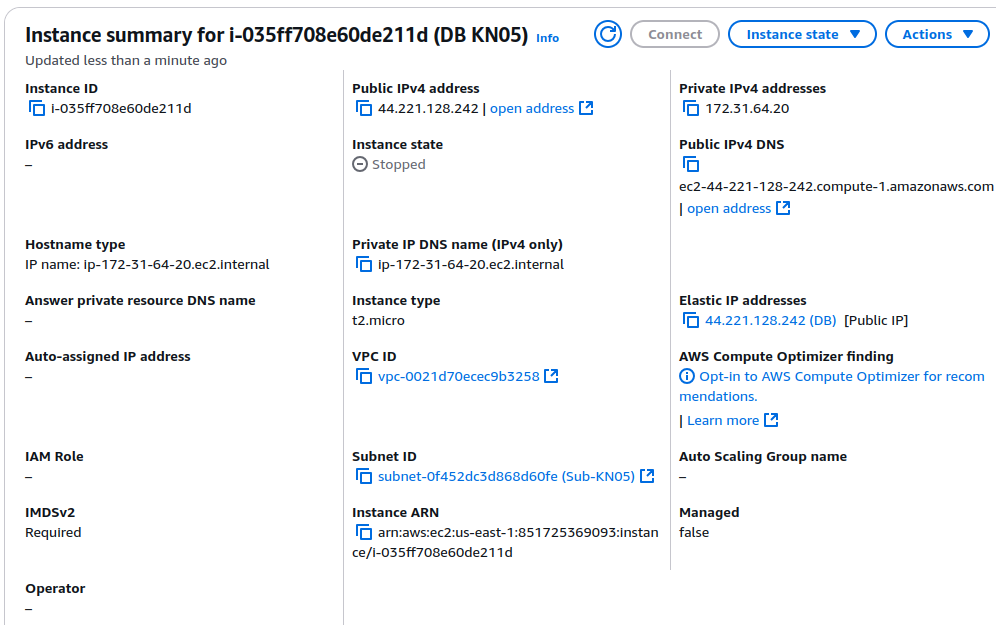 Instance summary for i-035ff708e60de211d (DB KN05) Info
Connect
Instance state
Actions
Updated less than a minute ago
Instance ID
i-035ff708e60de211d
Public IPv4 address
44.221.128.242 | open address
Private IPv4 addresses
172.31.64.20
IPv6 address
–
Instance state
Stopped
Public IPv4 DNS
ec2-44-221-128-242.compute-1.amazonaws.com
| open address
Hostname type
IP name: ip-172-31-64-20.ec2.internal
Private IP DNS name (IPv4 only)
ip-172-31-64-20.ec2.internal
Answer private resource DNS name
–
Instance type
t2.micro
Elastic IP addresses
44.221.128.242 (DB) [Public IP]
Auto-assigned IP address
–
VPC ID
vpc-0021d70ecec9b3258
AWS Compute Optimizer finding
Opt-in to AWS Compute Optimizer for recom
mendations.
| Learn more
IAM Role
–
Subnet ID
subnet-0f452dc3d868d60fe (Sub-KN05)
Auto Scaling Group name
–
IMDSv2
Required
Instance ARN
arn:aws:ec2:us-east-1:851725369093:instan
ce/i-035ff708e60de211d
Managed
false
Operator
–